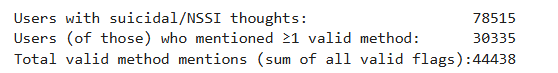 Users with suicidal/NSSI thoughts: 78515
Users (of those) who mentioned ≥1 valid method: 30335
Total valid method mentions (sum of all valid flags):44438